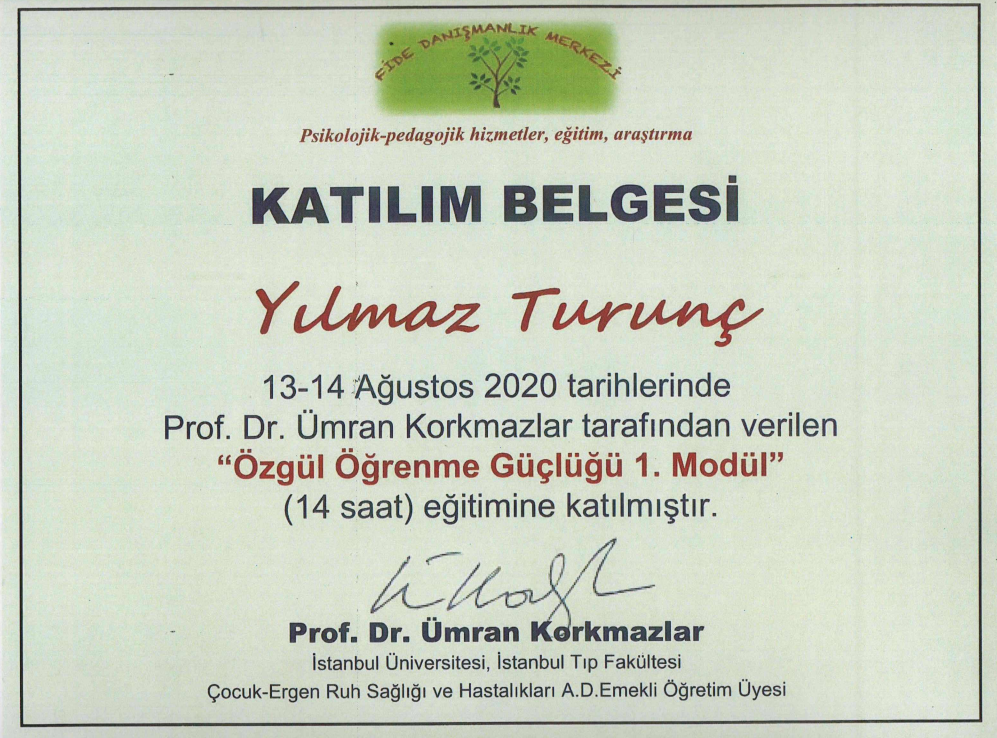 FİDE DANIŞMANLIK MERKEZİ
Psikolojik-pedagojik hizmetler, eğitim, araştırma
KATILIM BELGESİ
Yılmaz Turunç
13-14 Ağustos 2020 tarihlerinde
Prof. Dr. Ümran Korkmazlar tarafından verilen
“Özgül Öğrenme Güçlüğü 1. Modül”
(14 saat) eğitimine katılmıştır.
Prof. Dr. Ümran Korkmazlar
İstanbul Üniversitesi, İstanbul Tıp Fakültesi
Çocuk-Ergen Ruh Sağlığı ve Hastalıkları A.D.Emekli Öğretim Üyesi